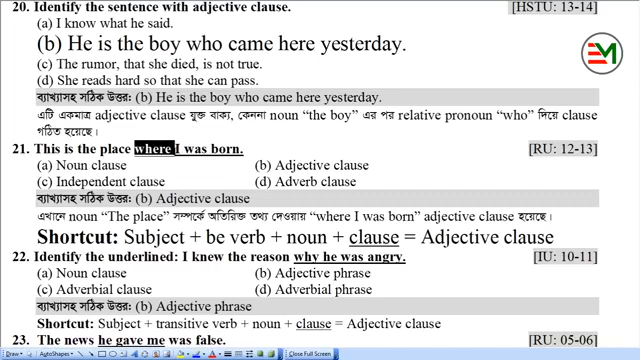 20. Identify the sentence with adjective clause. [HSTU: 13-14]
(a) I know what he said.
(b) He is the boy who came here yesterday.
(c) The rumor, that she died, is not true.
(d) She reads hard so that she can pass.
ব্যাখ্যাসহ সঠিক উত্তর: (b) He is the boy who came here yesterday.
এটি একমাত্র adjective clause যুক্ত বাক্য, কেননা noun “the boy” এর পর relative pronoun “who” দিয়ে clause
গঠিত হয়েছে।
21. This is the place where I was born. [RU: 12-13]
(a) Noun clause (b) Adjective clause
(c) Independent clause (d) Adverb clause
ব্যাখ্যাসহ সঠিক উত্তর: (b) Adjective clause
এখানে noun “The place” সম্পর্কে অতিরিক্ত তথ্য দেওয়ায় “where I was born” adjective clause হয়েছে।
Shortcut: Subject + be verb + noun + clause = Adjective clause
22. Identify the underlined: I knew the reason why he was angry. [IU: 10-11]
(a) Noun clause (b) Adjective phrase
(c) Adverbial clause (d) Adverbial phrase
ব্যাখ্যাসহ সঠিক উত্তর: (b) Adjective phrase
Shortcut: Subject + transitive verb + noun + clause = Adjective clause
23. The news he gave me was false. [RU: 05-06]
Draw AutoShapes Close Full Screen